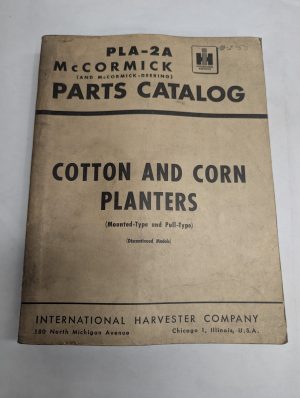 PLA-2A
McCORMICK
(AND McCORMICK-DEERING)
PARTS CATALOG
IH
COTTON AND CORN
PLANTERS
(Mounted-Type and Pull-Type)
(Discontinued Models)
INTERNATIONAL HARVESTER COMPANY
180 North Michigan Avenue Chicago 1, Illinois, U.S.A.